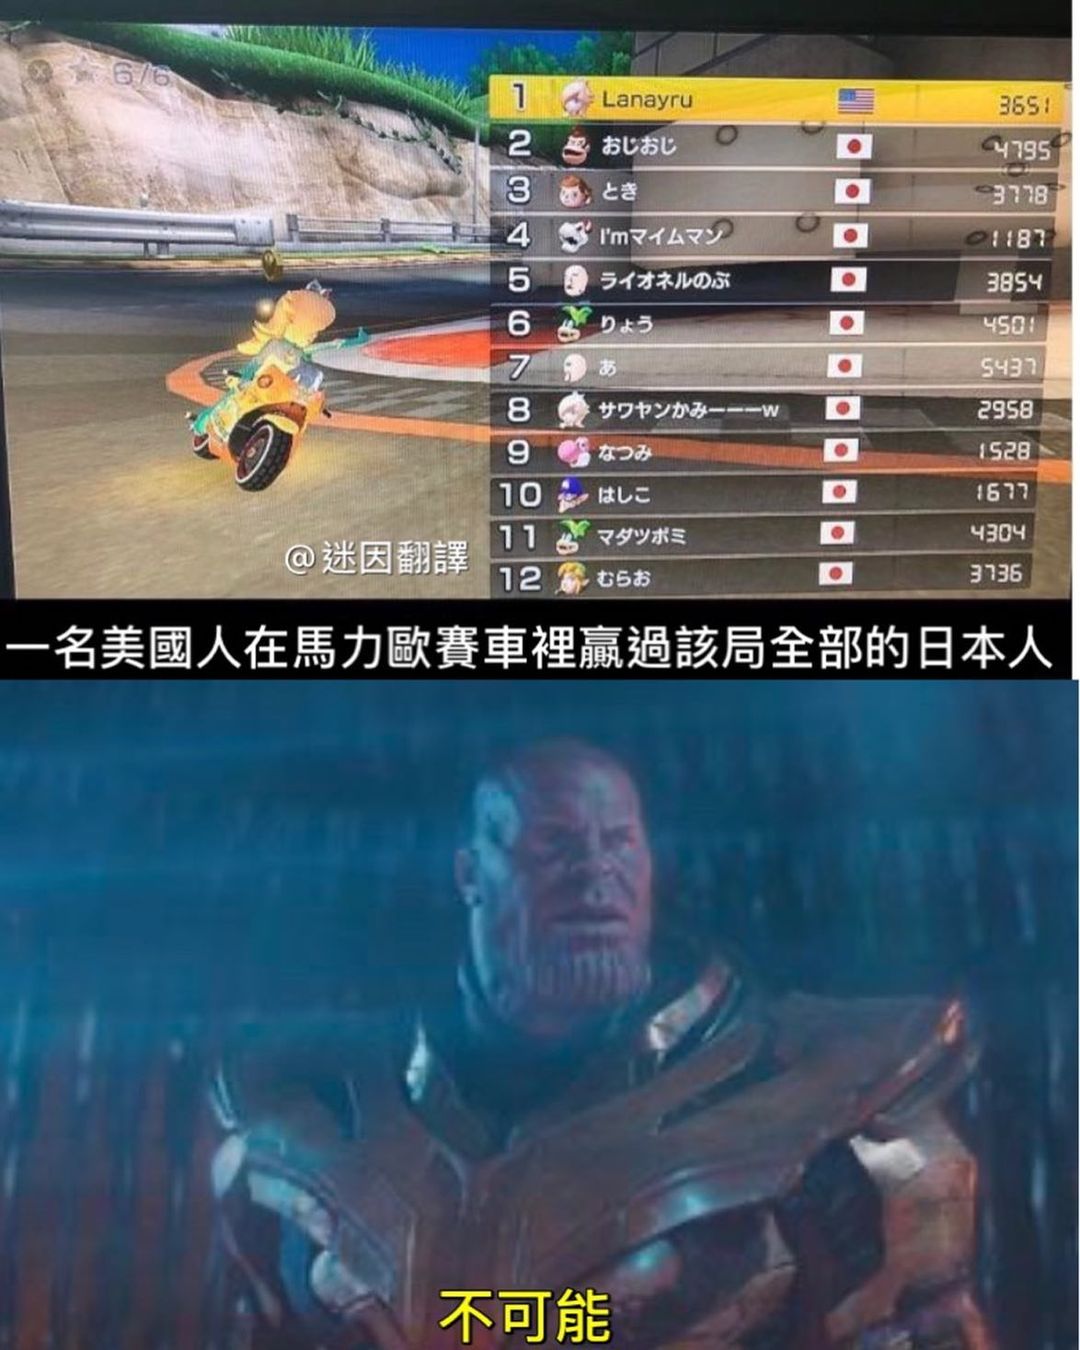 6/6
1 Lanayru 3651
2 おじおじ 4795
3 とき 3778
4 I'mマイムマン 1187
5 ライオネルのぶ 3854
6 りょう 4501
7 あ 5437
8 サワヤンかみーーーw 2958
9 なつみ 1528
10 はしこ 1677
11 マダツボミ 4304
12 むらお 3736
@迷因翻譯
一名美國人在馬力歐賽車裡贏過該局全部的日本人
不可能